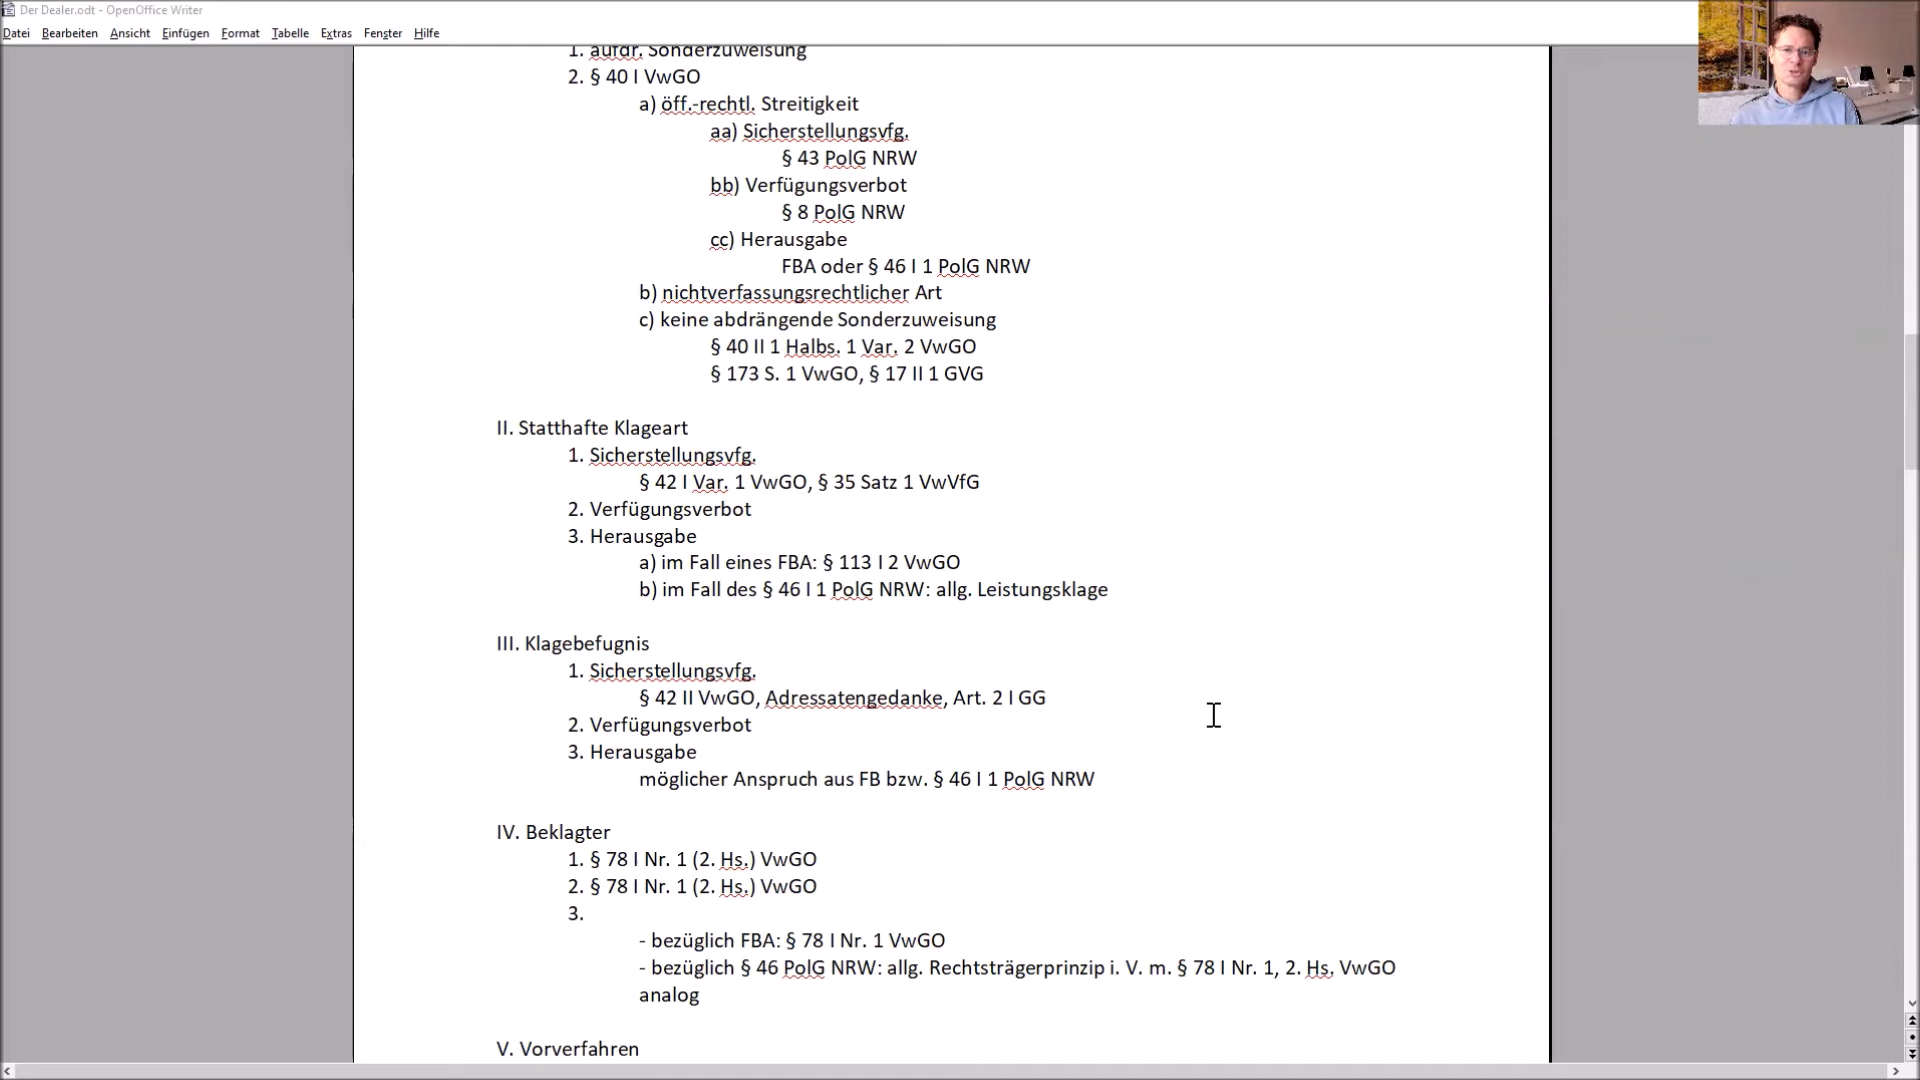 Der Dealer.odt - OpenOffice Writer
Datei Bearbeiten Ansicht Einfügen Format Tabelle Extras Fenster Hilfe
1. aufdr. Sonderzuweisung
2. § 40 I VwGO
a) öff.-rechtl. Streitigkeit
aa) Sicherstellungsvfg.
§ 43 PolG NRW
bb) Verfügungsverbot
§ 8 PolG NRW
cc) Herausgabe
FBA oder § 46 I 1 PolG NRW
b) nichtverfassungsrechtlicher Art
c) keine abdrängende Sonderzuweisung
§ 40 II 1 Halbs. 1 Var. 2 VwGO
§ 173 S. 1 VwGO, § 17 II 1 GVG
II. Statthafte Klageart
1. Sicherstellungsvfg.
§ 42 I Var. 1 VwGO, § 35 Satz 1 VwVfG
2. Verfügungsverbot
3. Herausgabe
a) im Fall eines FBA: § 113 I 2 VwGO
b) im Fall des § 46 I 1 PolG NRW: allg. Leistungsklage
III. Klagebefugnis
1. Sicherstellungsvfg.
§ 42 II VwGO, Adressatengedanke, Art. 2 I GG
2. Verfügungsverbot
3. Herausgabe
möglicher Anspruch aus FB bzw. § 46 I 1 PolG NRW
IV. Beklagter
1. § 78 I Nr. 1 (2. Hs.) VwGO
2. § 78 I Nr. 1 (2. Hs.) VwGO
3.
- bezüglich FBA: § 78 I Nr. 1 VwGO
- bezüglich § 46 PolG NRW: allg. Rechtsträgerprinzip i. V. m. § 78 I Nr. 1, 2. Hs. VwGO
analog
V. Vorverfahren